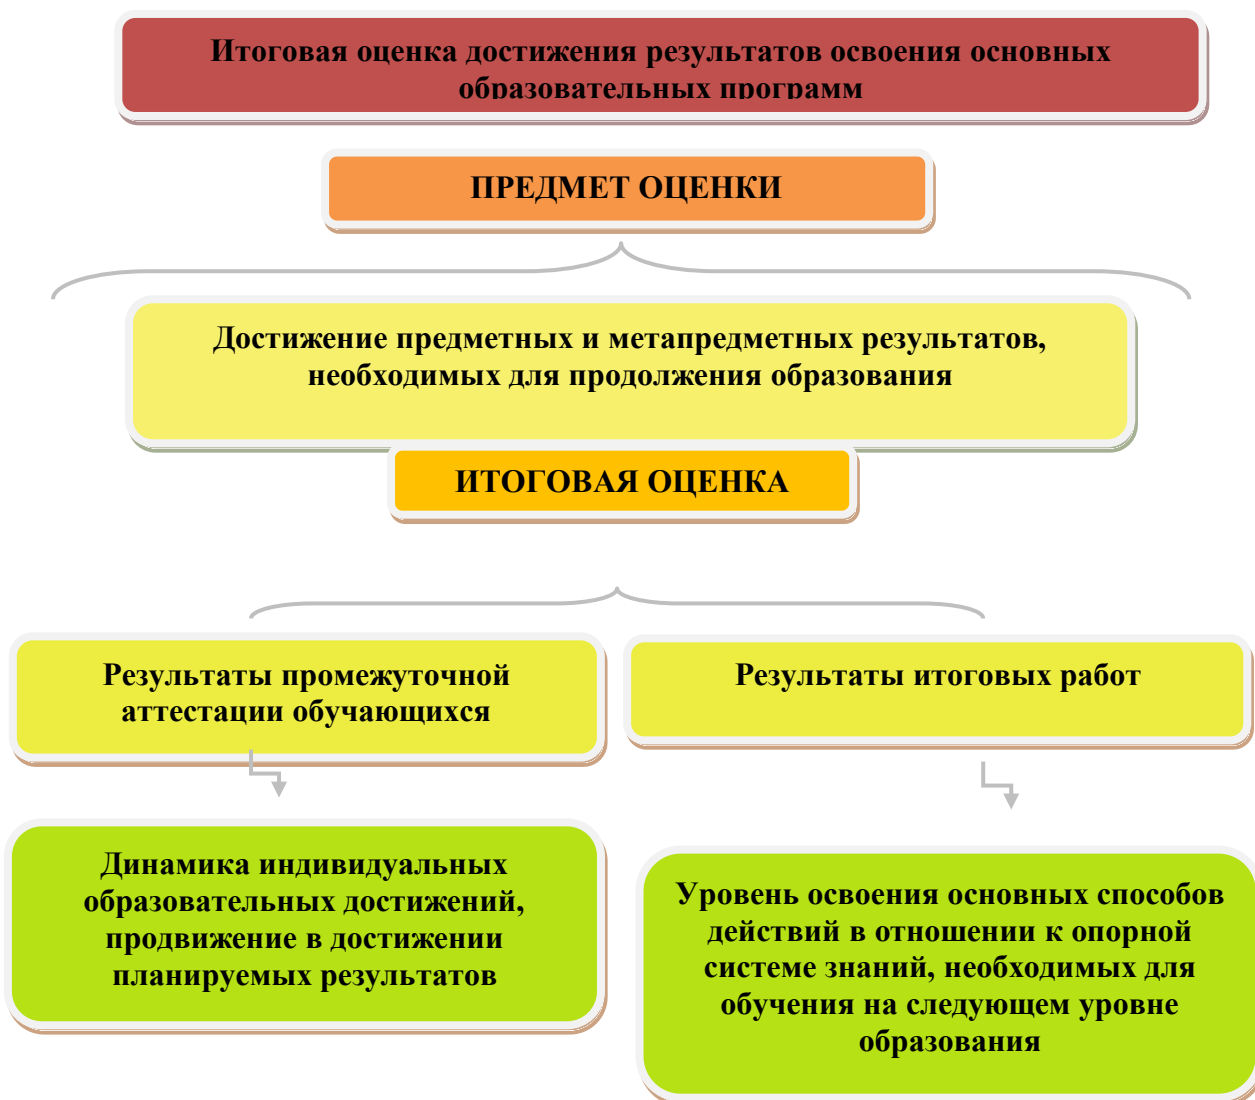 Итоговая оценка достижения результатов освоения основных
образовательных программ
ПРЕДМЕТ ОЦЕНКИ
Достижение предметных и метапредметных результатов,
необходимых для продолжения образования
ИТОГОВАЯ ОЦЕНКА
Результаты промежуточной
аттестации обучающихся
Результаты итоговых работ
Динамика индивидуальных
образовательных достижений,
продвижение в достижении
планируемых результатов
Уровень освоения основных способов
действий в отношении к опорной
системе знаний, необходимых для
обучения на следующем уровне
образования